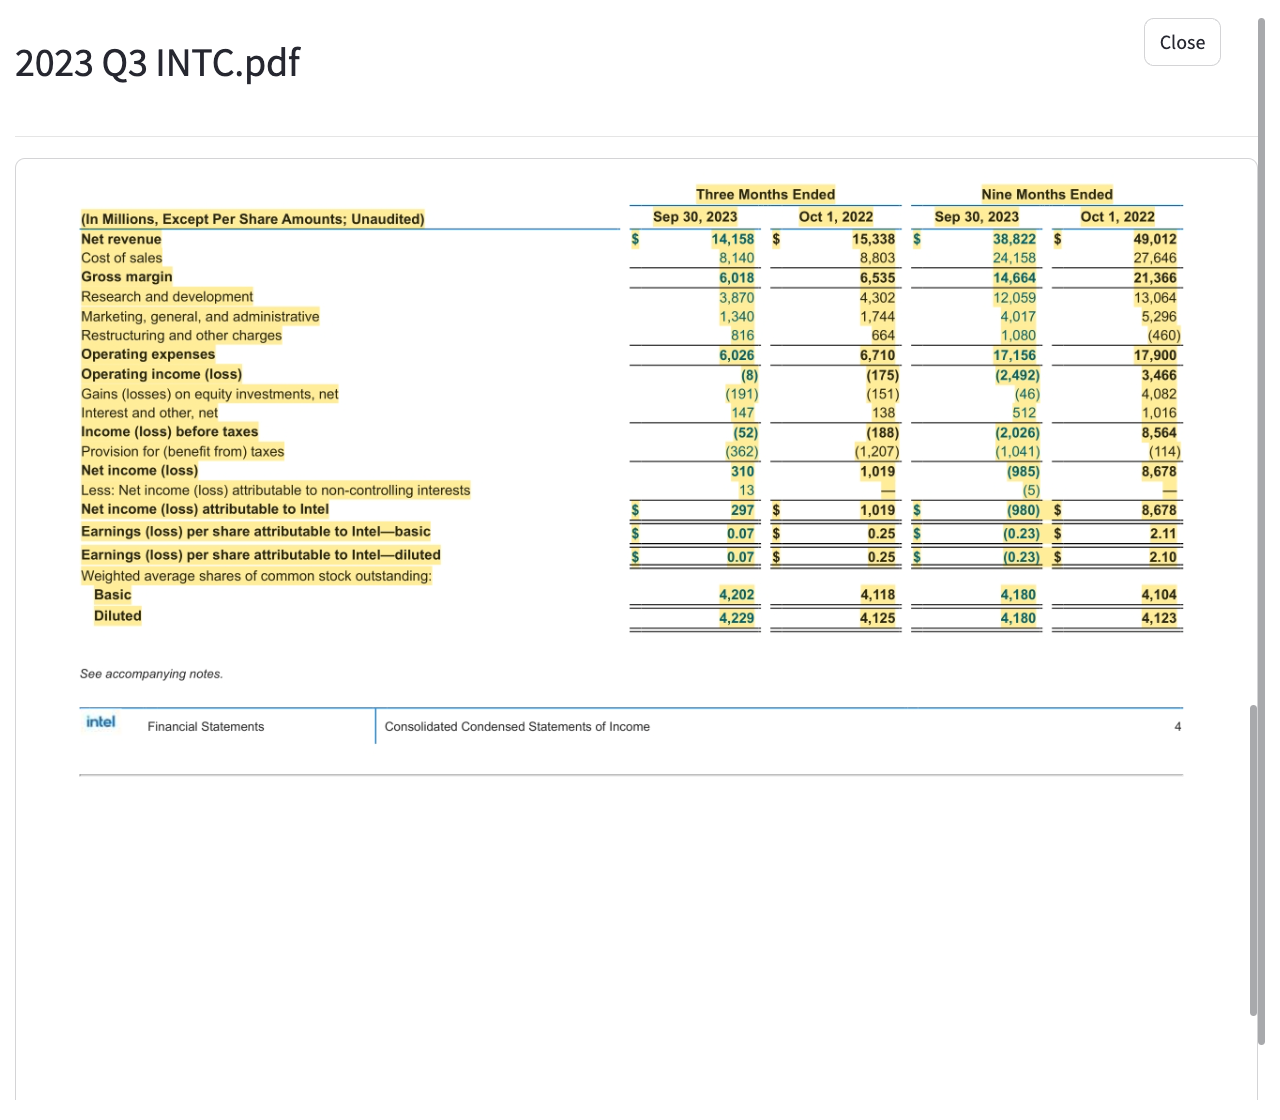 2023 Q3 INTC.pdf
Close
Three Months Ended Nine Months Ended
(In Millions, Except Per Share Amounts; Unaudited) Sep 30, 2023 Oct 1, 2022 Sep 30, 2023 Oct 1, 2022
Net revenue $ 14,158 $ 15,338 $ 38,822 $ 49,012
Cost of sales 8,140 8,803 24,158 27,646
Gross margin 6,018 6,535 14,664 21,366
Research and development 3,870 4,302 12,059 13,064
Marketing, general, and administrative 1,340 1,744 4,017 5,296
Restructuring and other charges 816 664 1,080 (460)
Operating expenses 6,026 6,710 17,156 17,900
Operating income (loss) (8) (175) (2,492) 3,466
Gains (losses) on equity investments, net (191) (151) (46) 4,082
Interest and other, net 147 138 512 1,016
Income (loss) before taxes (52) (188) (2,026) 8,564
Provision for (benefit from) taxes (362) (1,207) (1,041) (114)
Net income (loss) 310 1,019 (985) 8,678
Less: Net income (loss) attributable to non-controlling interests 13 — (5) —
Net income (loss) attributable to Intel $ 297 $ 1,019 $ (980) $ 8,678
Earnings (loss) per share attributable to Intel—basic $ 0.07 $ 0.25 $ (0.23) $ 2.11
Earnings (loss) per share attributable to Intel—diluted $ 0.07 $ 0.25 $ (0.23) $ 2.10
Weighted average shares of common stock outstanding:
Basic 4,202 4,118 4,180 4,104
Diluted 4,229 4,125 4,180 4,123
See accompanying notes.
intel Financial Statements Consolidated Condensed Statements of Income 4